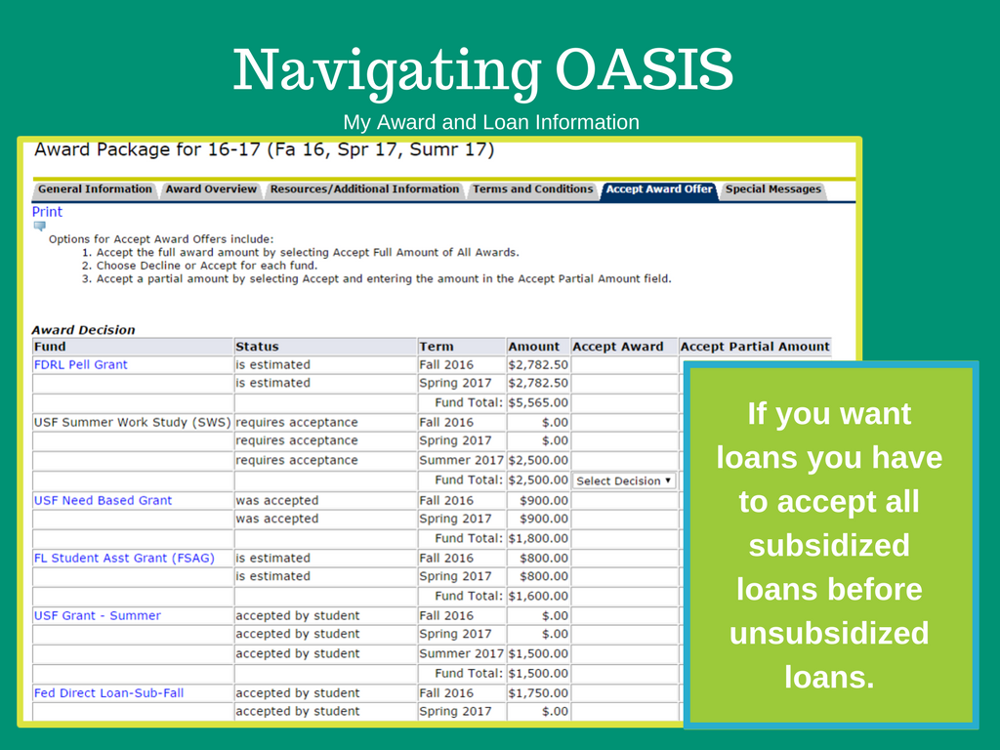 Navigating OASIS
My Award and Loan Information
Award Package for 16-17 (Fa 16, Spr 17, Sumr 17)
General Information Award Overview Resources/Additional Information Terms and Conditions Accept Award Offer Special Messages
Print
Options for Accept Award Offers include:
1. Accept the full award amount by selecting Accept Full Amount of All Awards.
2. Choose Decline or Accept for each fund.
3. Accept a partial amount by selecting Accept and entering the amount in the Accept Partial Amount field.
Award Decision
Fund Status Term Amount Accept Award Accept Partial Amount
FDRL Pell Grant is estimated Fall 2016 $2,782.50
is estimated Spring 2017 $2,782.50
Fund Total: $5,565.00
USF Summer Work Study (SWS) requires acceptance Fall 2016 $.00
requires acceptance Spring 2017 $.00
requires acceptance Summer 2017 $2,500.00
Fund Total: $2,500.00 Select Decision
USF Need Based Grant was accepted Fall 2016 $900.00
was accepted Spring 2017 $900.00
Fund Total: $1,800.00
FL Student Asst Grant (FSAG) is estimated Fall 2016 $800.00
is estimated Spring 2017 $800.00
Fund Total: $1,600.00
USF Grant - Summer accepted by student Fall 2016 $.00
accepted by student Spring 2017 $.00
accepted by student Summer 2017 $1,500.00
Fund Total: $1,500.00
Fed Direct Loan-Sub-Fall accepted by student Fall 2016 $1,750.00
accepted by student Spring 2017 $.00
If you want
loans you have
to accept all
subsidized
loans before
unsubsidized
loans.